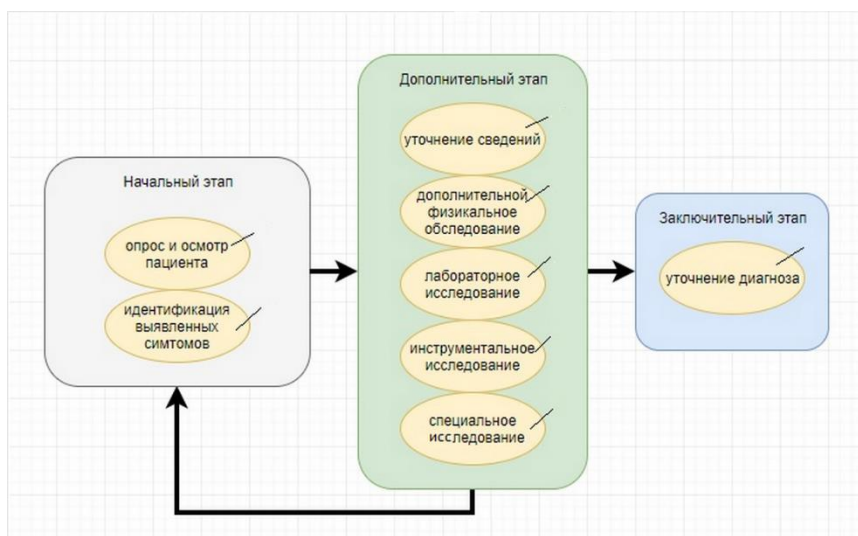 Начальный этап
опрос и осмотр
пациента
идентификация
выявленных
симтомов
Дополнительный этап
уточнение сведений
дополнительной
физикальное
обследование
лабораторное
исследование
инструментальное
исследование
специальное
исследование
Заключительный этап
уточнение диагноза